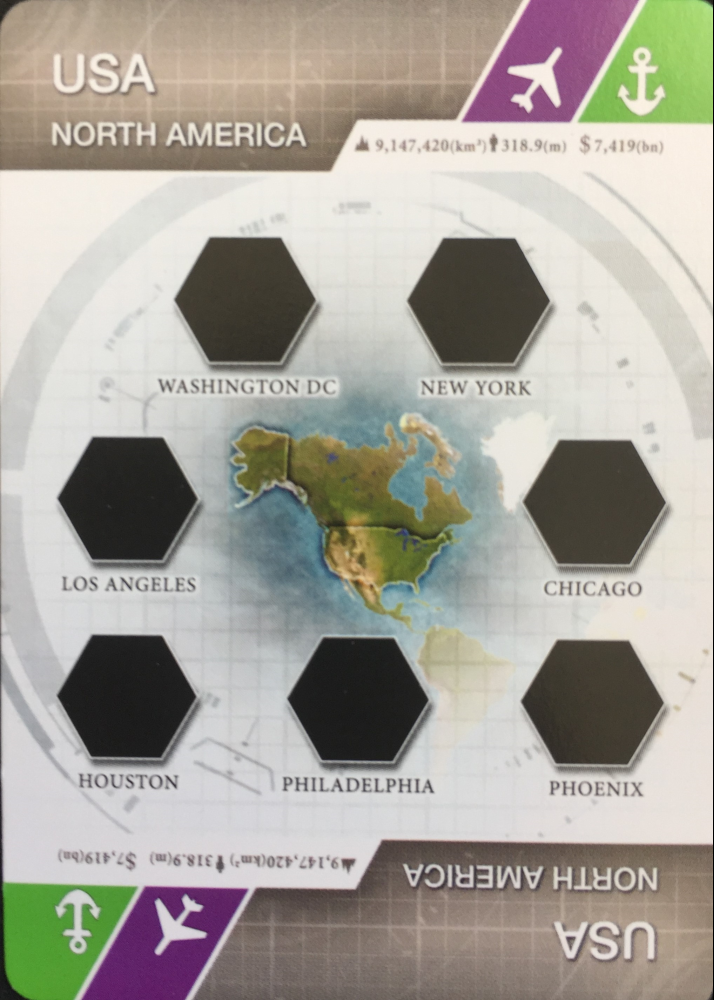 USA
NORTH AMERICA
9,147,420(km²) 318.9(m) $7,419(bn)
WASHINGTON DC
NEW YORK
LOS ANGELES
CHICAGO
HOUSTON
PHILADELPHIA
PHOENIX
9,147,420(km²) 318.9(m) $7,419(bn)
NORTH AMERICA
USA